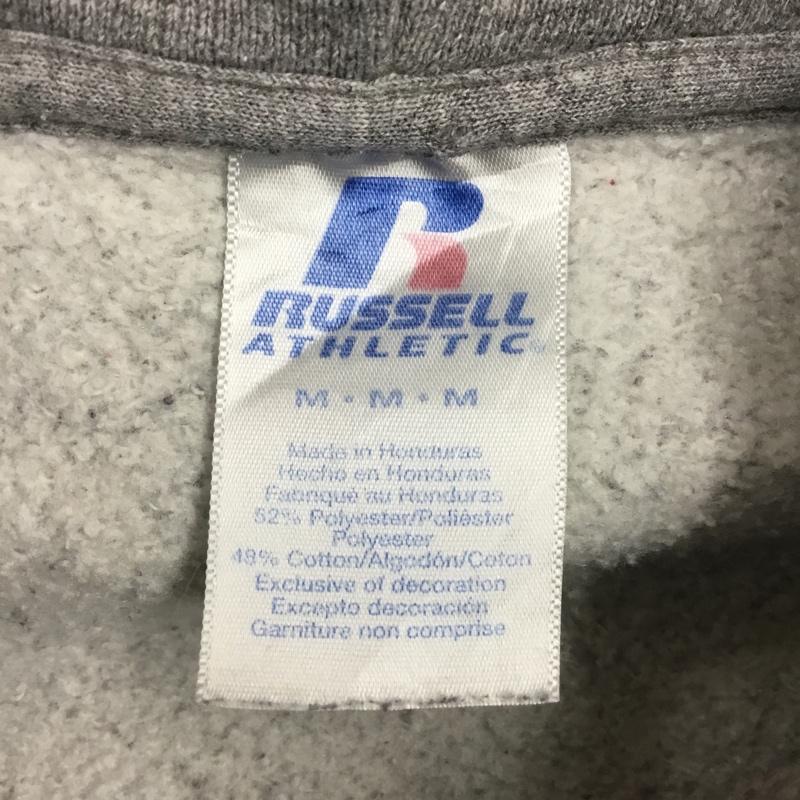 R
RUSSELL
ATHLETIC
M • M • M
Made in Honduras
Hecho en Honduras
Fabriqué au Honduras
52% Polyester/Poliéster
Polyester
48% Cotton/Algodón/Coton
Exclusive of decoration
Excepto decoración
Garniture non comprise